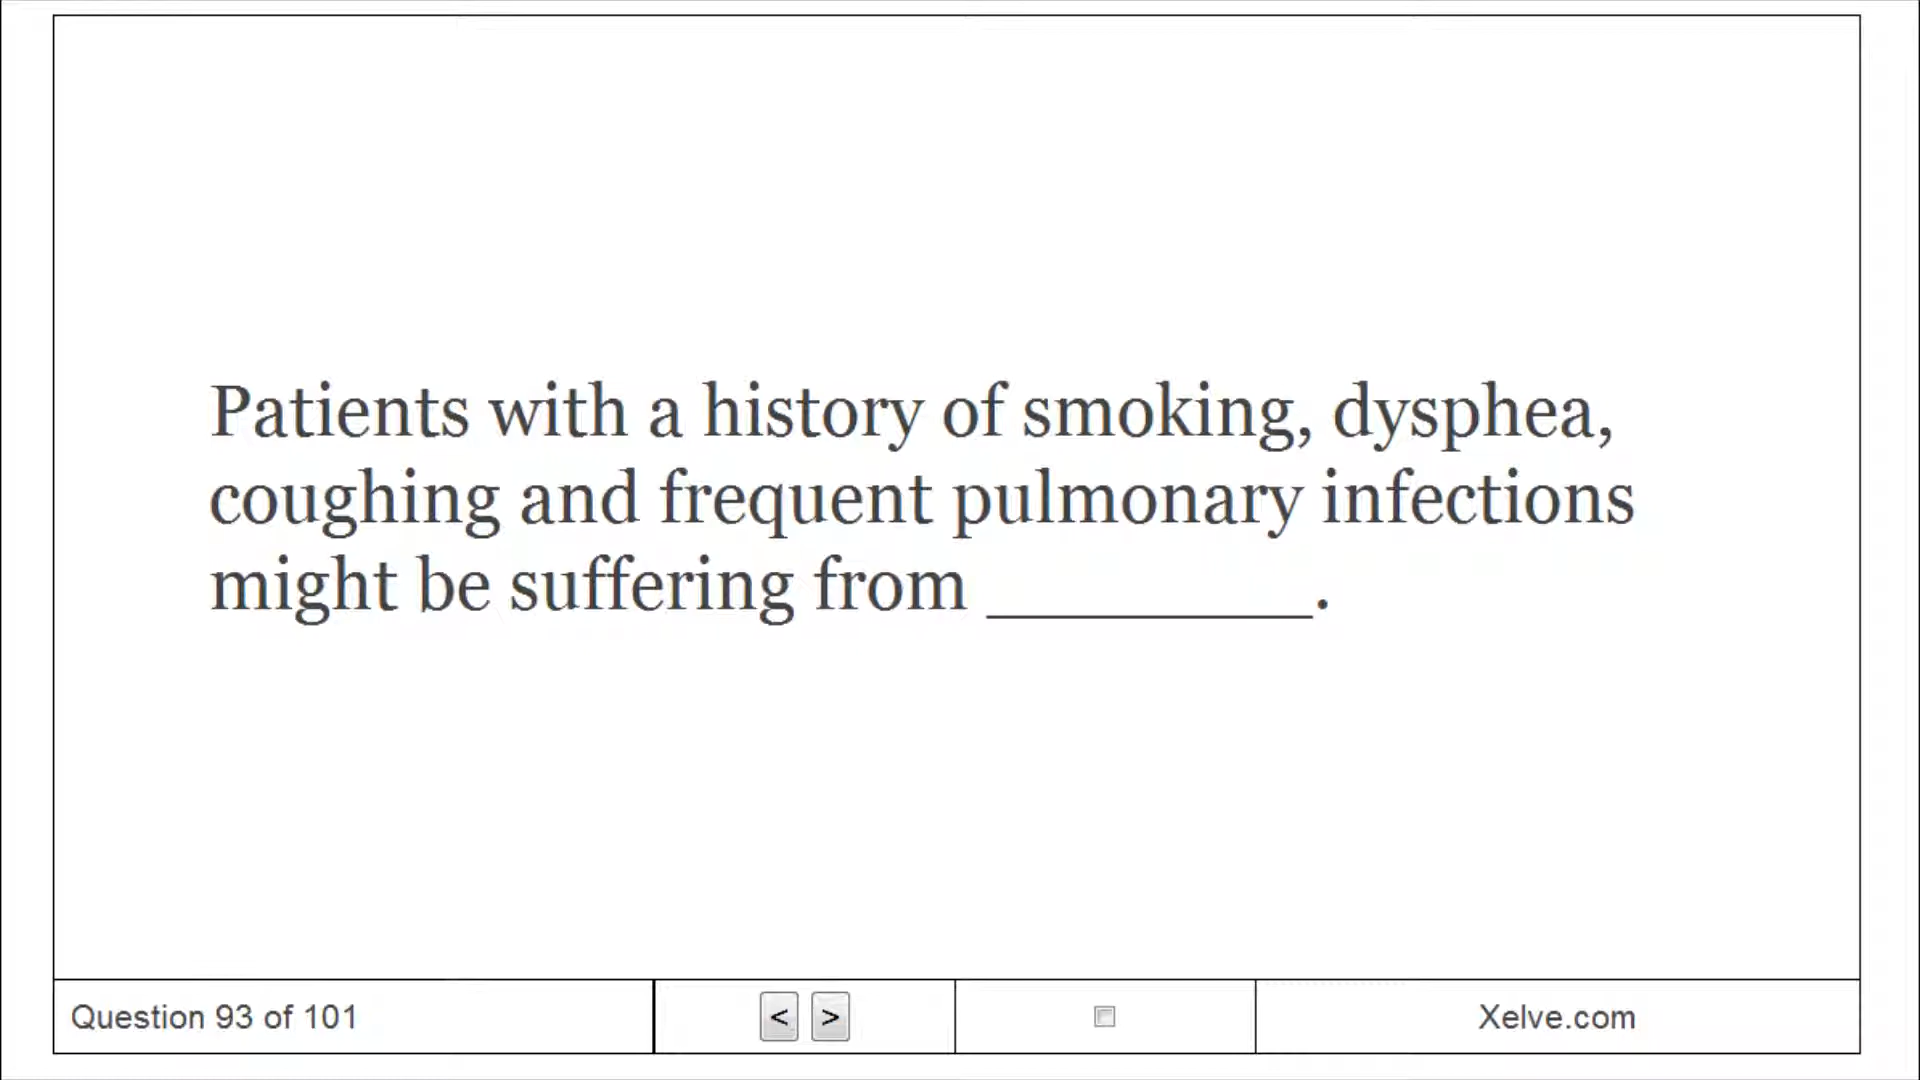 Patients with a history of smoking, dysphea,
coughing and frequent pulmonary infections
might be suffering from __________.
Question 93 of 101
< >
Xelve.com